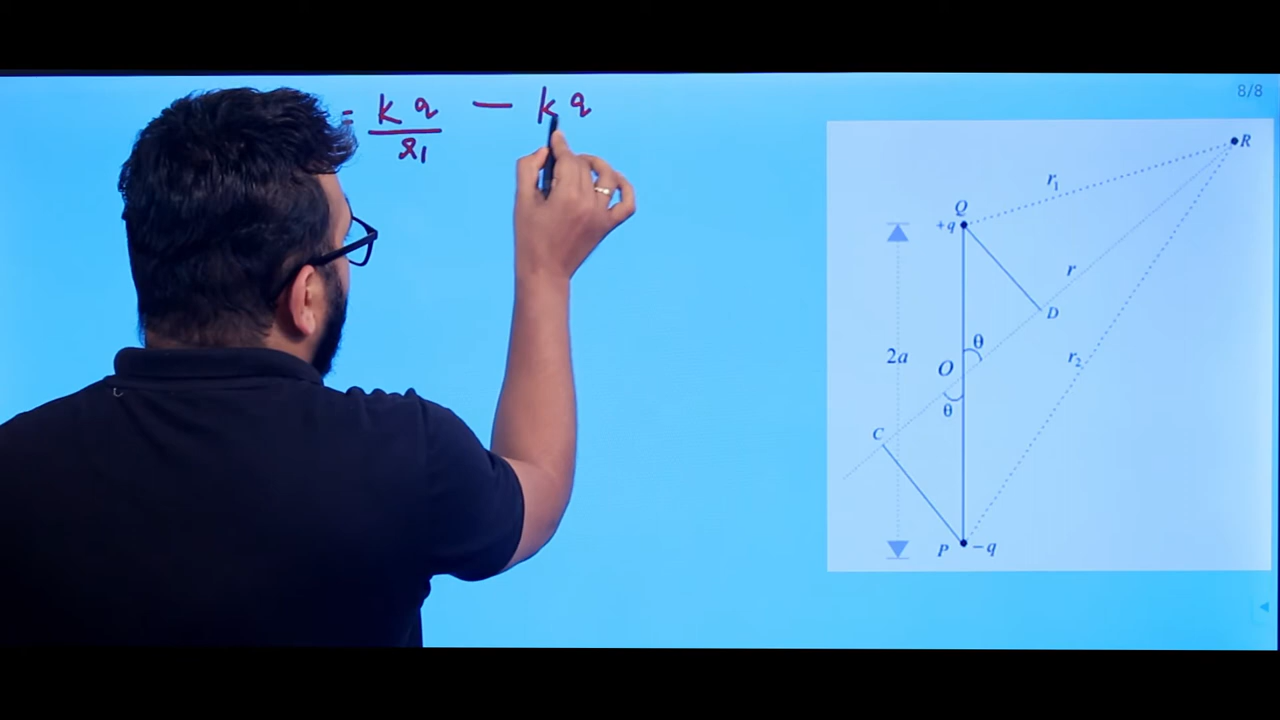 = kq/r₁ − kq
8/8
R
r₁
Q
+q
r
D
θ
2a
O
r₂
θ
C
P −q